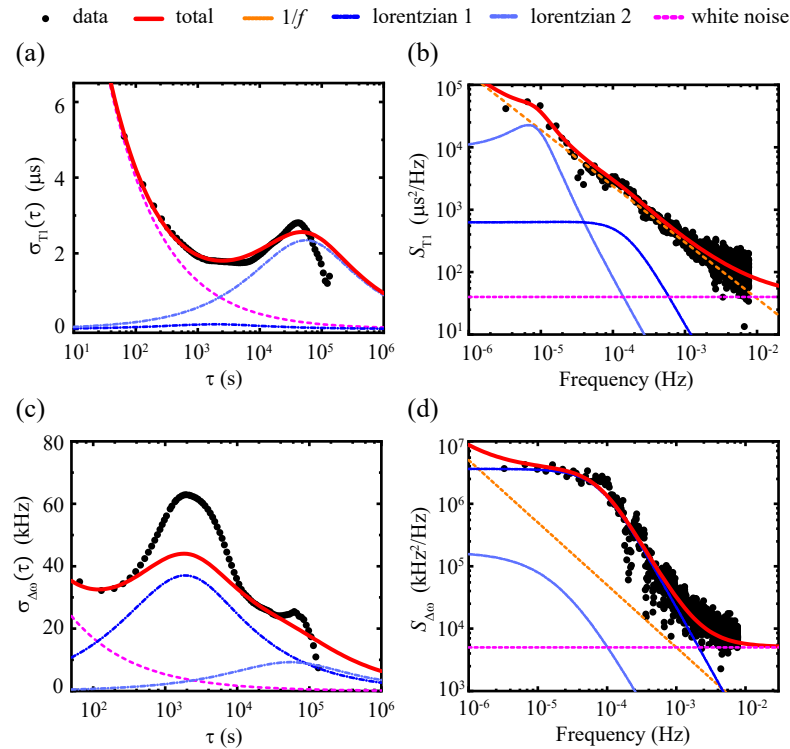 data total 1/f lorentzian 1 lorentzian 2 white noise
(a)
6
4
2
0
σT1(τ) (μs)
10¹ 10² 10³ 10⁴ 10⁵ 10⁶
τ (s)
(b)
10⁵
10⁴
10³
10²
10¹
ST1 (μs²/Hz)
10⁻⁶ 10⁻⁵ 10⁻⁴ 10⁻³ 10⁻²
Frequency (Hz)
(c)
80
60
40
20
0
σΔω(τ) (kHz)
10² 10³ 10⁴ 10⁵ 10⁶
τ (s)
(d)
10⁷
10⁶
10⁵
10⁴
10³
SΔω (kHz²/Hz)
10⁻⁶ 10⁻⁵ 10⁻⁴ 10⁻³ 10⁻²
Frequency (Hz)